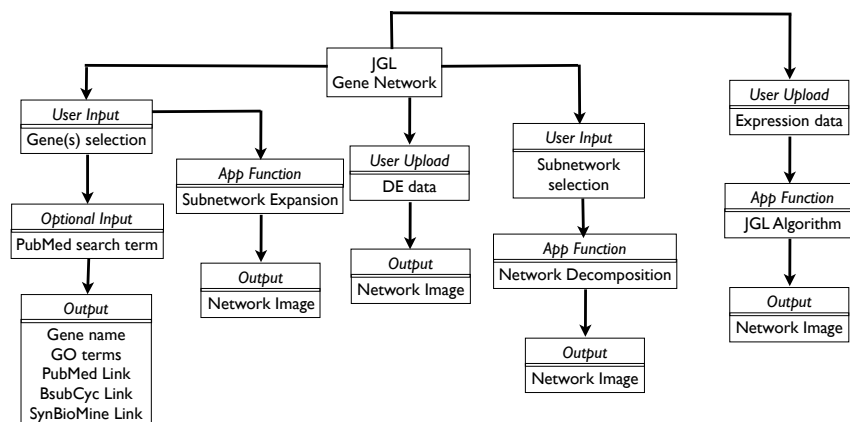 JGL
Gene Network
User Input
Gene(s) selection
Optional Input
PubMed search term
Output
Gene name
GO terms
PubMed Link
BsubCyc Link
SynBioMine Link
App Function
Subnetwork Expansion
Output
Network Image
User Upload
DE data
Output
Network Image
User Input
Subnetwork
selection
App Function
Network Decomposition
Output
Network Image
User Upload
Expression data
App Function
JGL Algorithm
Output
Network Image